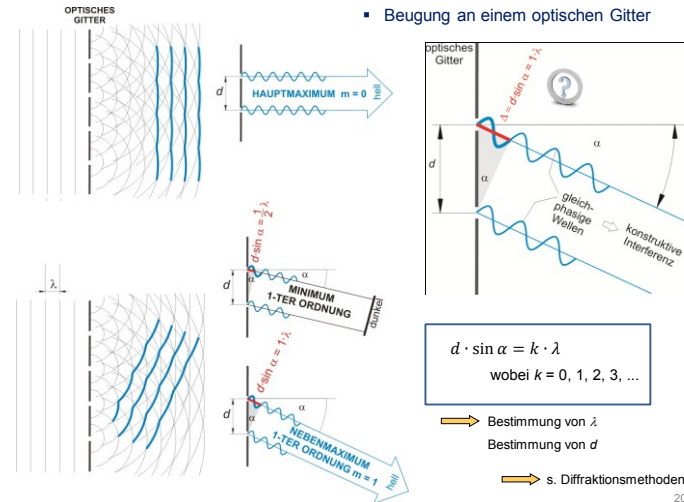 ▪ Beugung an einem optischen Gitter
OPTISCHES
GITTER
d
HAUPTMAXIMUM m = 0
hell
λ
d·sin α = 1/2 λ
d
α
α
MINIMUM
1-TER ORDNUNG
dunkel
d·sin α = 1·λ
d
α
α
NEBENMAXIMUM
1-TER ORDNUNG m = 1
hell
optisches
Gitter
Δ = d·sin α = 1·λ
?
d
α
α
gleich-
phasige
Wellen
konstruktive
Interferenz
d · sin α = k · λ
wobei k = 0, 1, 2, 3, ...
Bestimmung von λ
Bestimmung von d
s. Diffraktionsmethoden
20